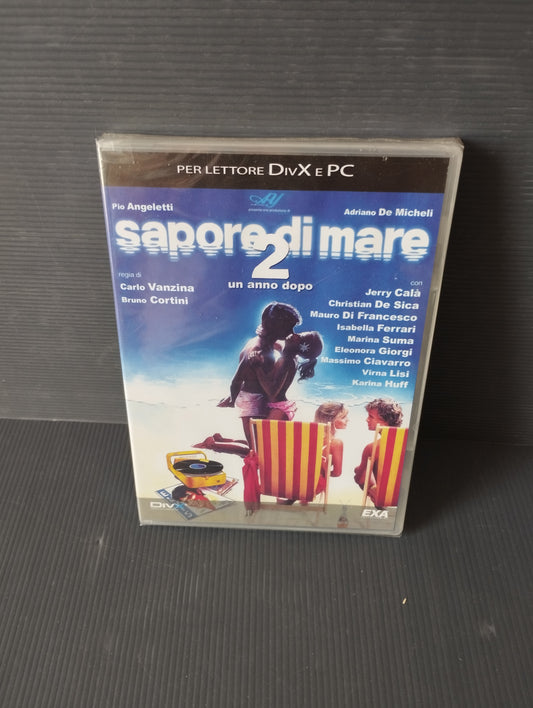 PER LETTORE DIVX E PC
Pio Angeletti
Adriano De Micheli
sapore di mare
2
un anno dopo
regia di
Carlo Vanzina
Bruno Cortini
con
Jerry Calà
Christian De Sica
Mauro Di Francesco
Isabella Ferrari
Marina Suma
Eleonora Giorgi
Massimo Ciavarro
Virna Lisi
Karina Huff
EXA